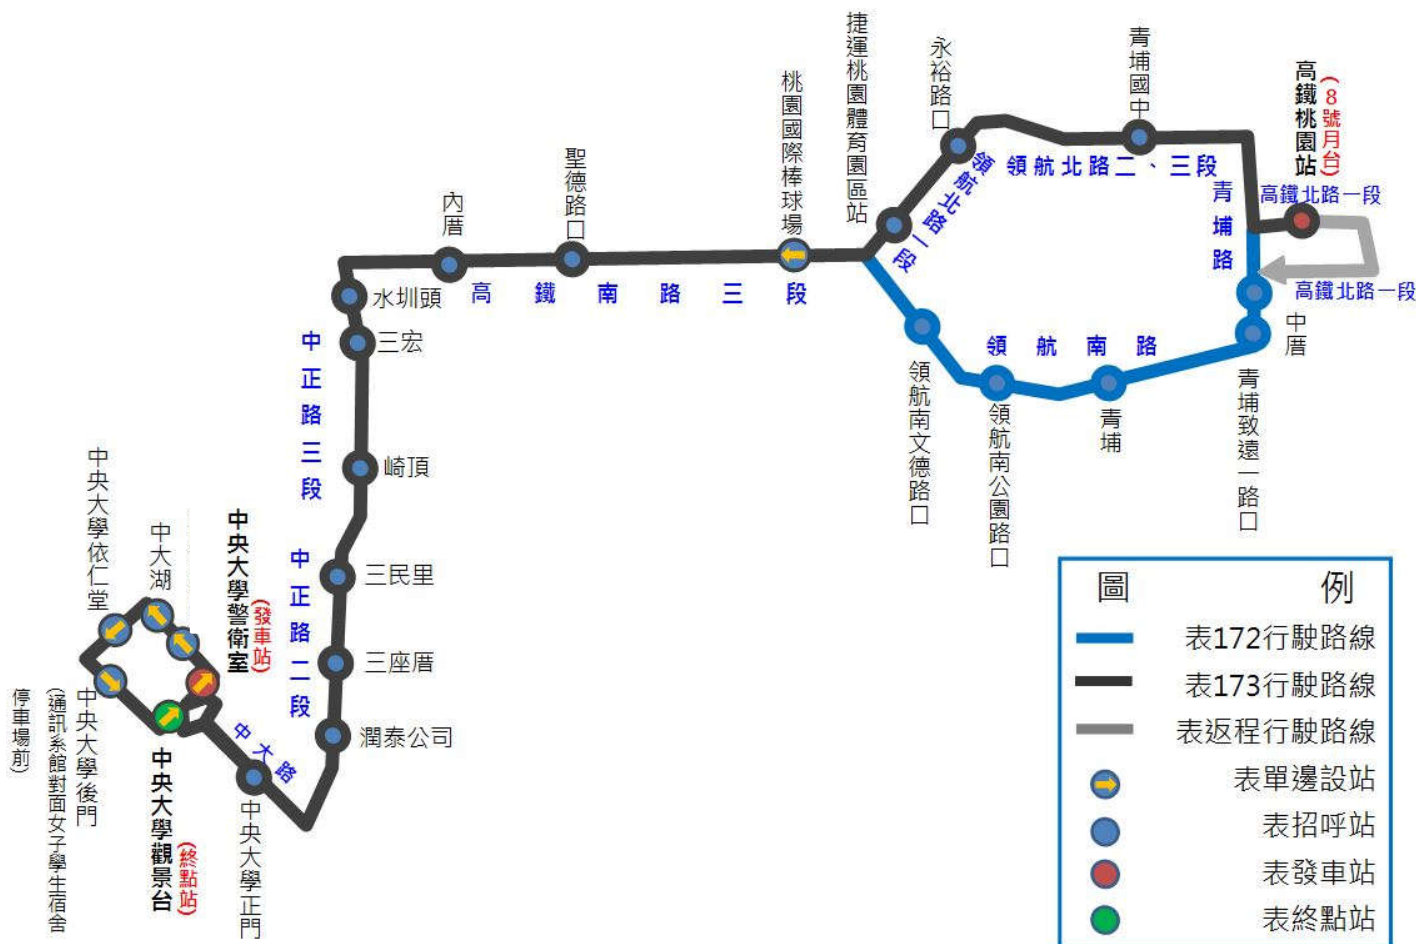 捷運桃園體育園區站
永裕路口
青埔國中
高鐵桃園站
(8號月台)
桃園國際棒球場
聖德路口
內厝
領航北路一段
領航北路二、三段
青埔路
高鐵北路一段
高鐵北路一段
水圳頭
高鐵南路三段
三宏
中正路三段
中厝
領航南路
領航南文德路口
領航南公園路口
青埔
青埔致遠一路口
崎頂
中央大學依仁堂
中大湖
中央大學警衛室
(發車站)
中正路二段
三民里
三座厝
潤泰公司
中大路
中央大學後門
(通訊系館對面女子學生宿舍
停車場前)
中央大學觀景台
(終點站)
中央大學正門
圖例
表172行駛路線
表173行駛路線
表返程行駛路線
表單邊設站
表招呼站
表發車站
表終點站